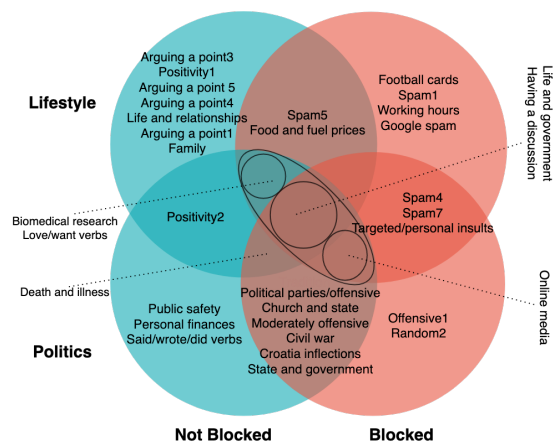 Arguing a point3
Positivity1
Arguing a point 5
Arguing a point4
Life and relationships
Arguing a point1
Family
Lifestyle
Spam5
Food and fuel prices
Football cards
Spam1
Working hours
Google spam
Life and government
Having a discussion
Biomedical research
Love/want verbs
Positivity2
Spam4
Spam7
Targeted/personal insults
Death and illness
Online media
Public safety
Personal finances
Said/wrote/did verbs
Politics
Political parties/offensive
Church and state
Moderately offensive
Civil war
Croatia inflections
State and government
Offensive1
Random2
Not Blocked
Blocked